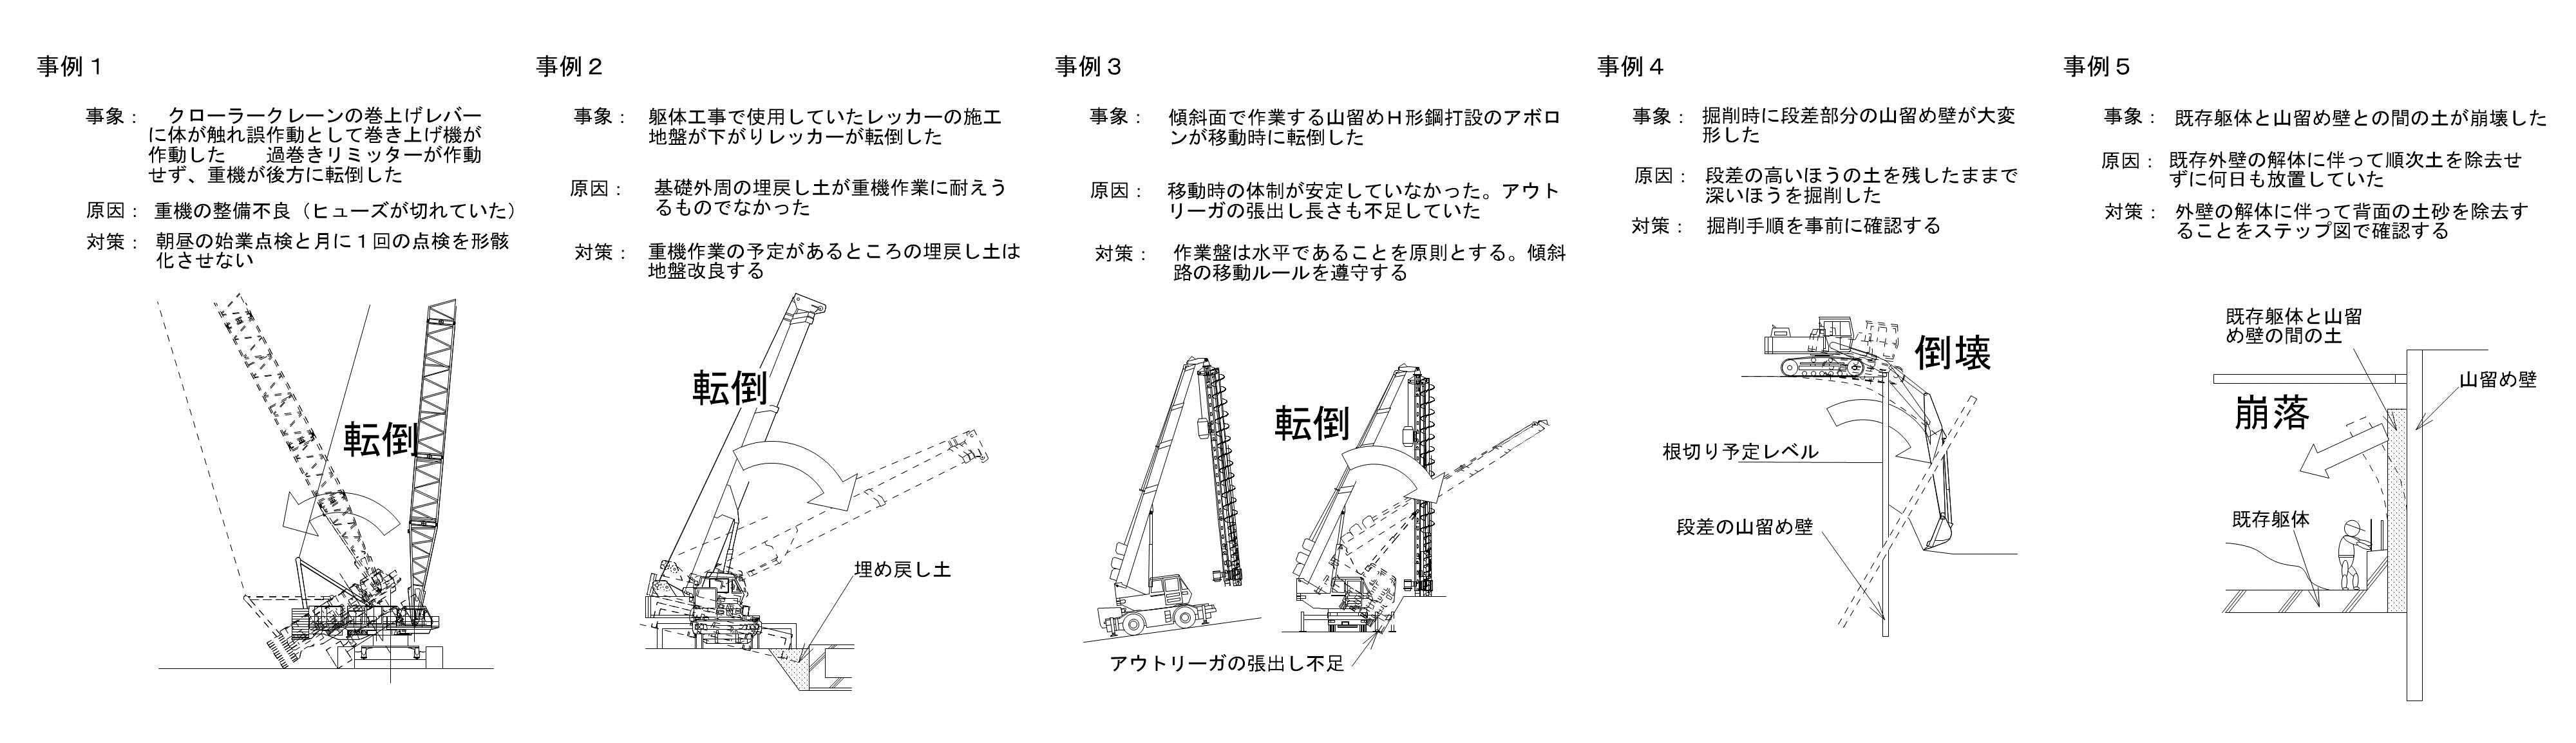 事例１
事象： クローラークレーンの巻上げレバー
に体が触れ誤作動として巻き上げ機が
作動した　　過巻きリミッターが作動
せず、重機が後方に転倒した
原因： 重機の整備不良（ヒューズが切れていた）
対策： 朝昼の始業点検と月に１回の点検を形骸
化させない
転倒
事例２
事象： 躯体工事で使用していたレッカーの施工
地盤が下がりレッカーが転倒した
原因： 基礎外周の埋戻し土が重機作業に耐えう
るものでなかった
対策： 重機作業の予定があるところの埋戻し土は
地盤改良する
転倒
埋め戻し土
事例３
事象： 傾斜面で作業する山留めＨ形鋼打設のアボロ
ンが移動時に転倒した
原因： 移動時の体制が安定していなかった。アウト
リーガの張出し長さも不足していた
対策： 作業盤は水平であることを原則とする。傾斜
路の移動ルールを遵守する
転倒
アウトリーガの張出し不足
事例４
事象： 掘削時に段差部分の山留め壁が大変
形した
原因： 段差の高いほうの土を残したままで
深いほうを掘削した
対策： 掘削手順を事前に確認する
倒壊
根切り予定レベル
段差の山留め壁
事例５
事象： 既存躯体と山留め壁との間の土が崩壊した
原因： 既存外壁の解体に伴って順次土を除去せ
ずに何日も放置していた
対策： 外壁の解体に伴って背面の土砂を除去す
ることをステップ図で確認する
既存躯体と山留
め壁の間の土
山留め壁
崩落
既存躯体